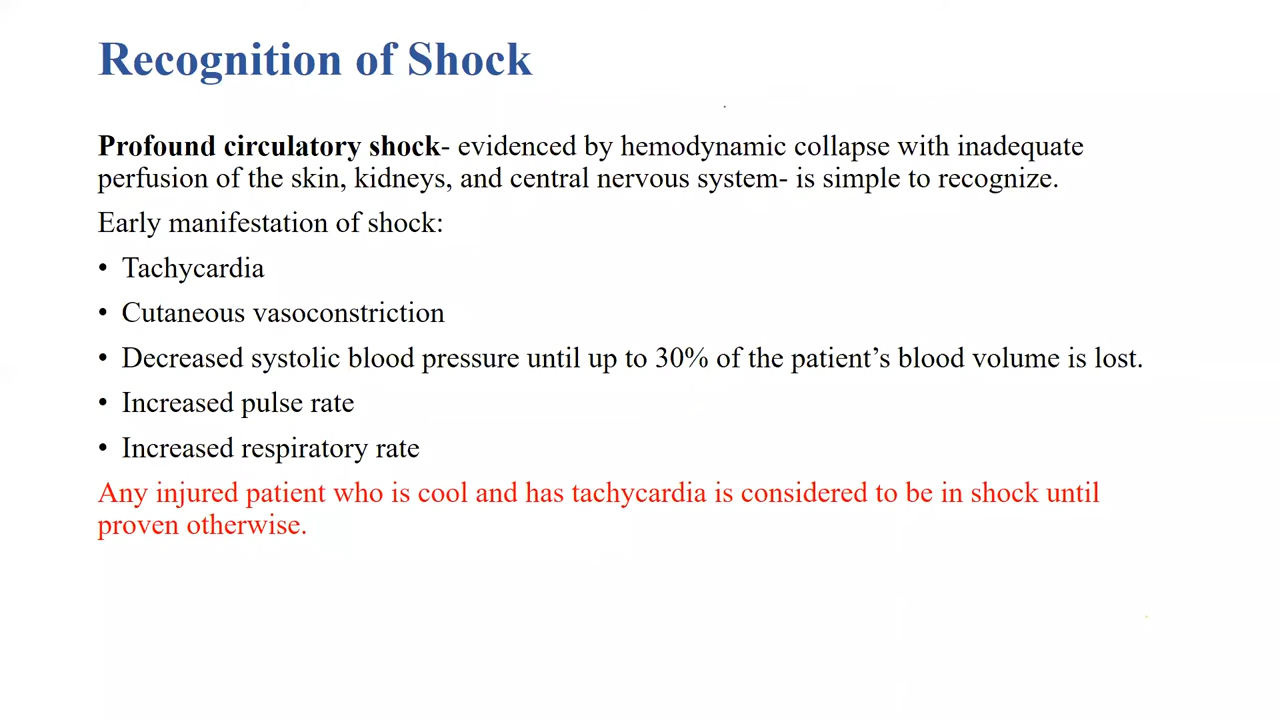 Recognition of Shock
Profound circulatory shock- evidenced by hemodynamic collapse with inadequate
perfusion of the skin, kidneys, and central nervous system- is simple to recognize.
Early manifestation of shock:
• Tachycardia
• Cutaneous vasoconstriction
• Decreased systolic blood pressure until up to 30% of the patient’s blood volume is lost.
• Increased pulse rate
• Increased respiratory rate
Any injured patient who is cool and has tachycardia is considered to be in shock until
proven otherwise.